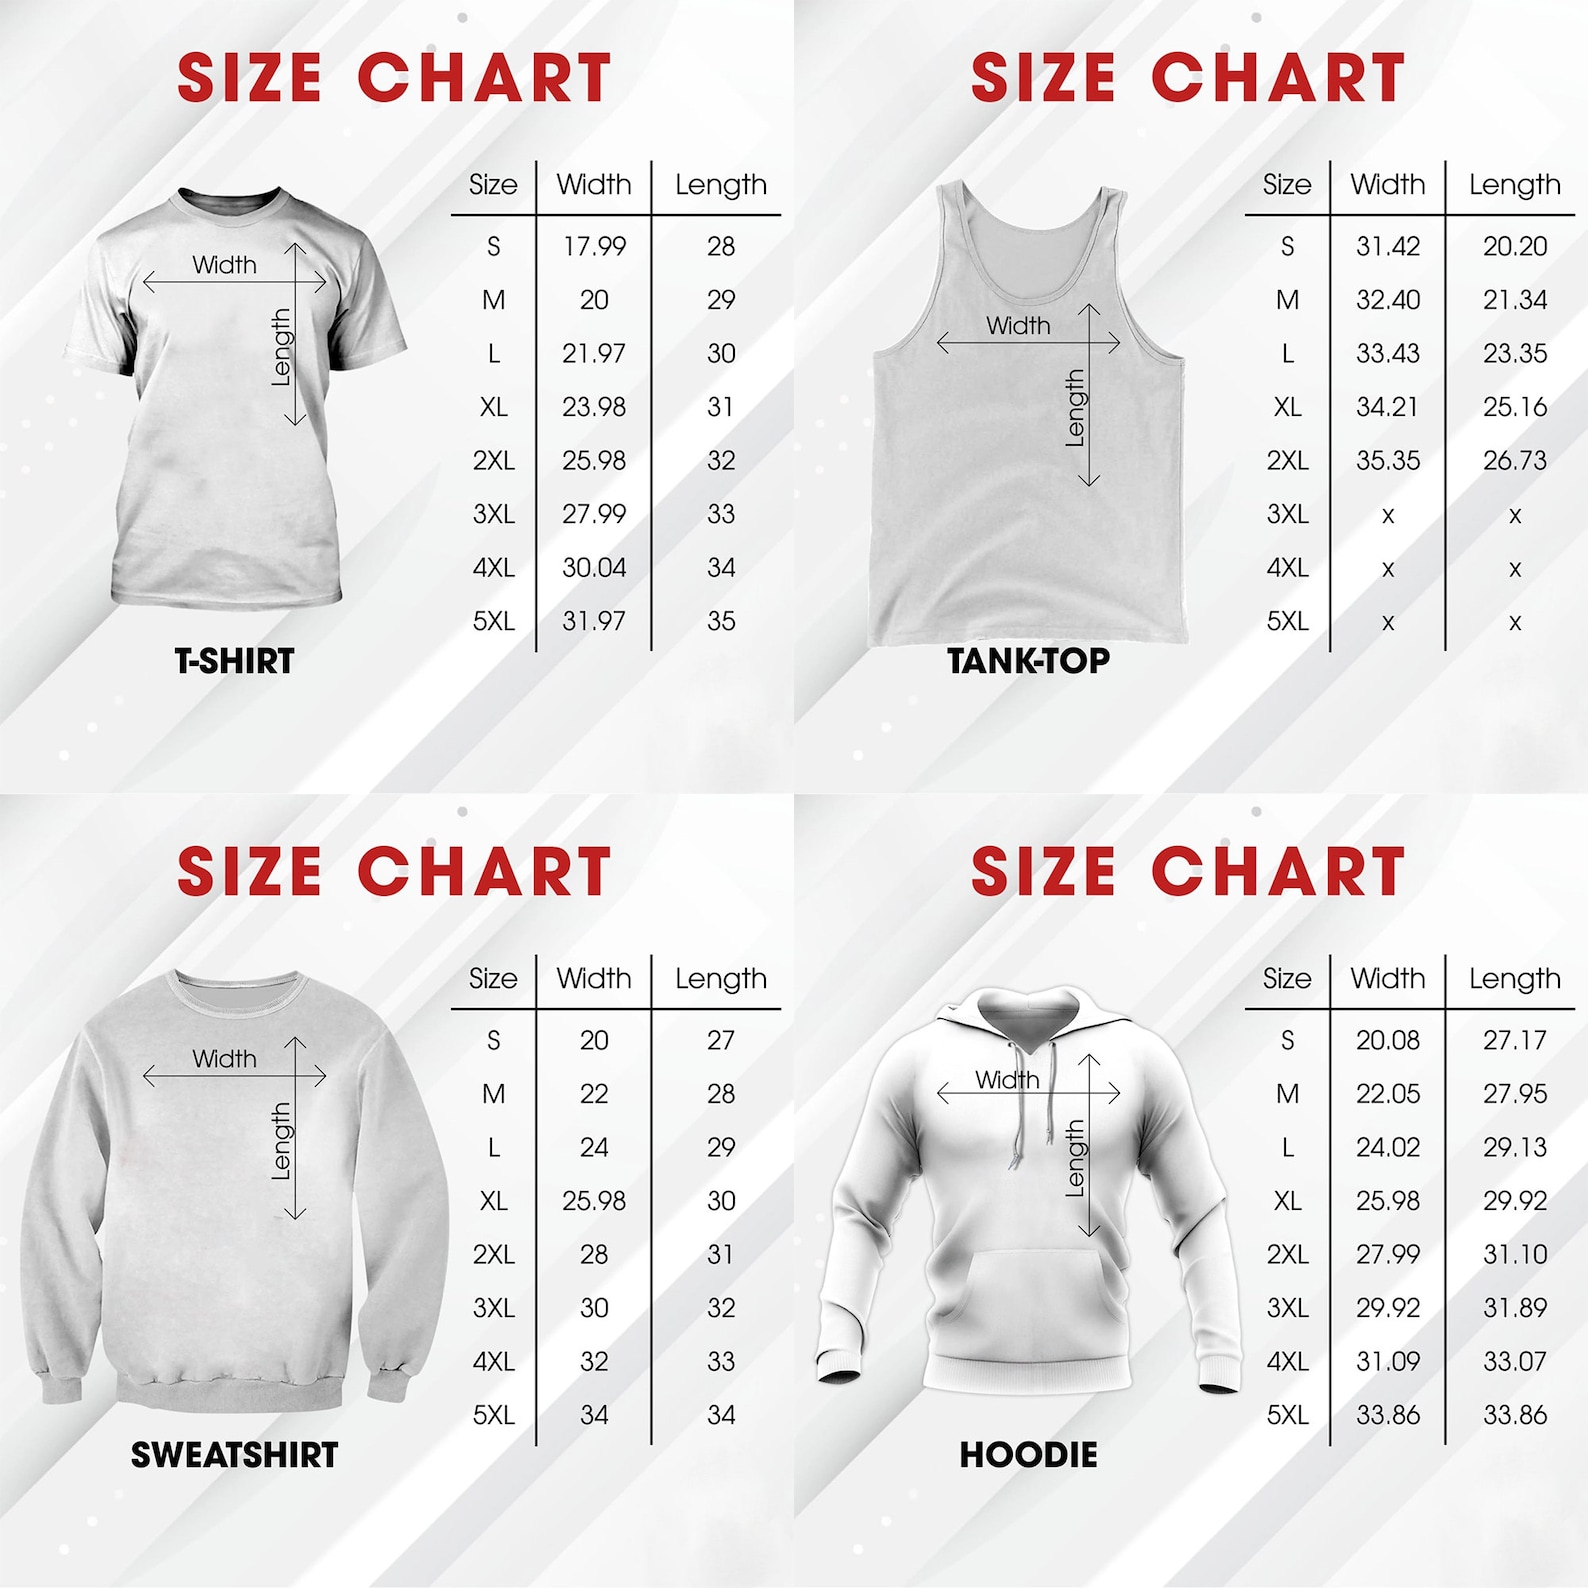 SIZE CHART
Size Width Length
S 17.99 28
M 20 29
L 21.97 30
XL 23.98 31
2XL 25.98 32
3XL 27.99 33
4XL 30.04 34
5XL 31.97 35
Width
Length
T-SHIRT
SIZE CHART
Size Width Length
S 31.42 20.20
M 32.40 21.34
L 33.43 23.35
XL 34.21 25.16
2XL 35.35 26.73
3XL x x
4XL x x
5XL x x
Width
Length
TANK-TOP
SIZE CHART
Size Width Length
S 20 27
M 22 28
L 24 29
XL 25.98 30
2XL 28 31
3XL 30 32
4XL 32 33
5XL 34 34
Width
Length
SWEATSHIRT
SIZE CHART
Size Width Length
S 20.08 27.17
M 22.05 27.95
L 24.02 29.13
XL 25.98 29.92
2XL 27.99 31.10
3XL 29.92 31.89
4XL 31.09 33.07
5XL 33.86 33.86
Width
Length
HOODIE